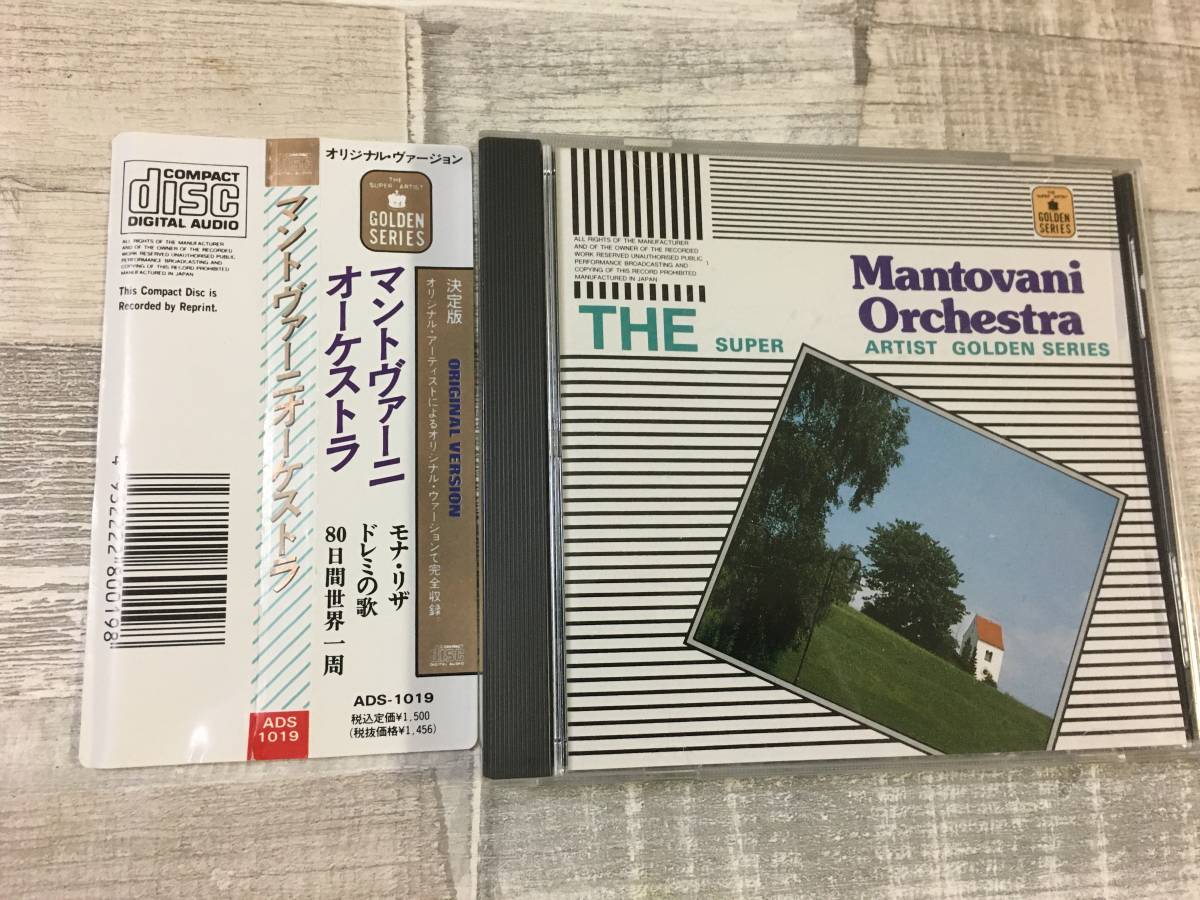 COMPACT
disc
DIGITAL AUDIO
ALL RIGHTS OF THE MANUFACTURER
AND OF THE OWNER OF THE RECORDED
WORK RESERVED UNAUTHORISED PUBLIC
PERFORMANCE BROADCASTING AND
COPYING OF THIS RECORD PROHIBITED
MANUFACTURED IN JAPAN
This Compact Disc is
Recorded by Reprint.
マントヴァーニオーケストラ
ADS
1019
オリジナル・ヴァージョン
THE
SUPER ARTIST
GOLDEN
SERIES
マントヴァーニ
オーケストラ
モナ・リザ
ドレミの歌
80日間世界一周
決定版
ORIGINAL VERSION
オリジナル・アーティストによるオリジナル・ヴァージョンで完全収録
disc
DIGITAL AUDIO
ADS-1019
税込定価¥1,500
(税抜価格¥1,456)
ALL RIGHTS OF THE MANUFACTURER
AND OF THE OWNER OF THE RECORDED
WORK RESERVED UNAUTHORISED PUBLIC
PERFORMANCE BROADCASTING AND
COPYING OF THIS RECORD PROHIBITED
MANUFACTURED IN JAPAN
THE
GOLDEN
SERIES
Mantovani
Orchestra
THE SUPER ARTIST GOLDEN SERIES